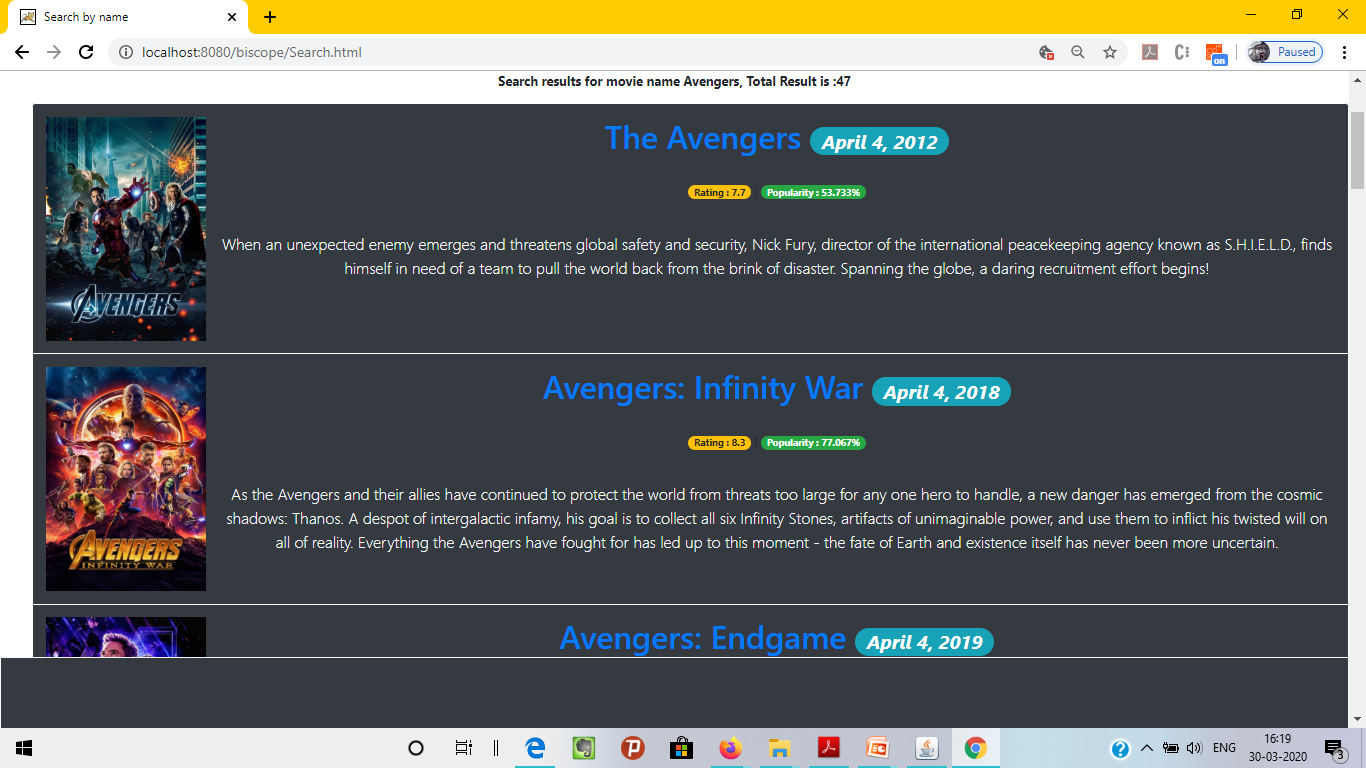 Search by name
localhost:8080/biscope/Search.html
on
Paused
Search results for movie name Avengers, Total Result is :47
The Avengers April 4, 2012
Rating : 7.7 Popularity : 53.733%
When an unexpected enemy emerges and threatens global safety and security, Nick Fury, director of the international peacekeeping agency known as S.H.I.E.L.D., finds
himself in need of a team to pull the world back from the brink of disaster. Spanning the globe, a daring recruitment effort begins!
AVENGERS
Avengers: Infinity War April 4, 2018
Rating : 8.3 Popularity : 77.067%
As the Avengers and their allies have continued to protect the world from threats too large for any one hero to handle, a new danger has emerged from the cosmic
shadows: Thanos. A despot of intergalactic infamy, his goal is to collect all six Infinity Stones, artifacts of unimaginable power, and use them to inflict his twisted will on
all of reality. Everything the Avengers have fought for has led up to this moment - the fate of Earth and existence itself has never been more uncertain.
AVENGERS
INFINITY WAR
Avengers: Endgame April 4, 2019
ENG
16:19
30-03-2020
3